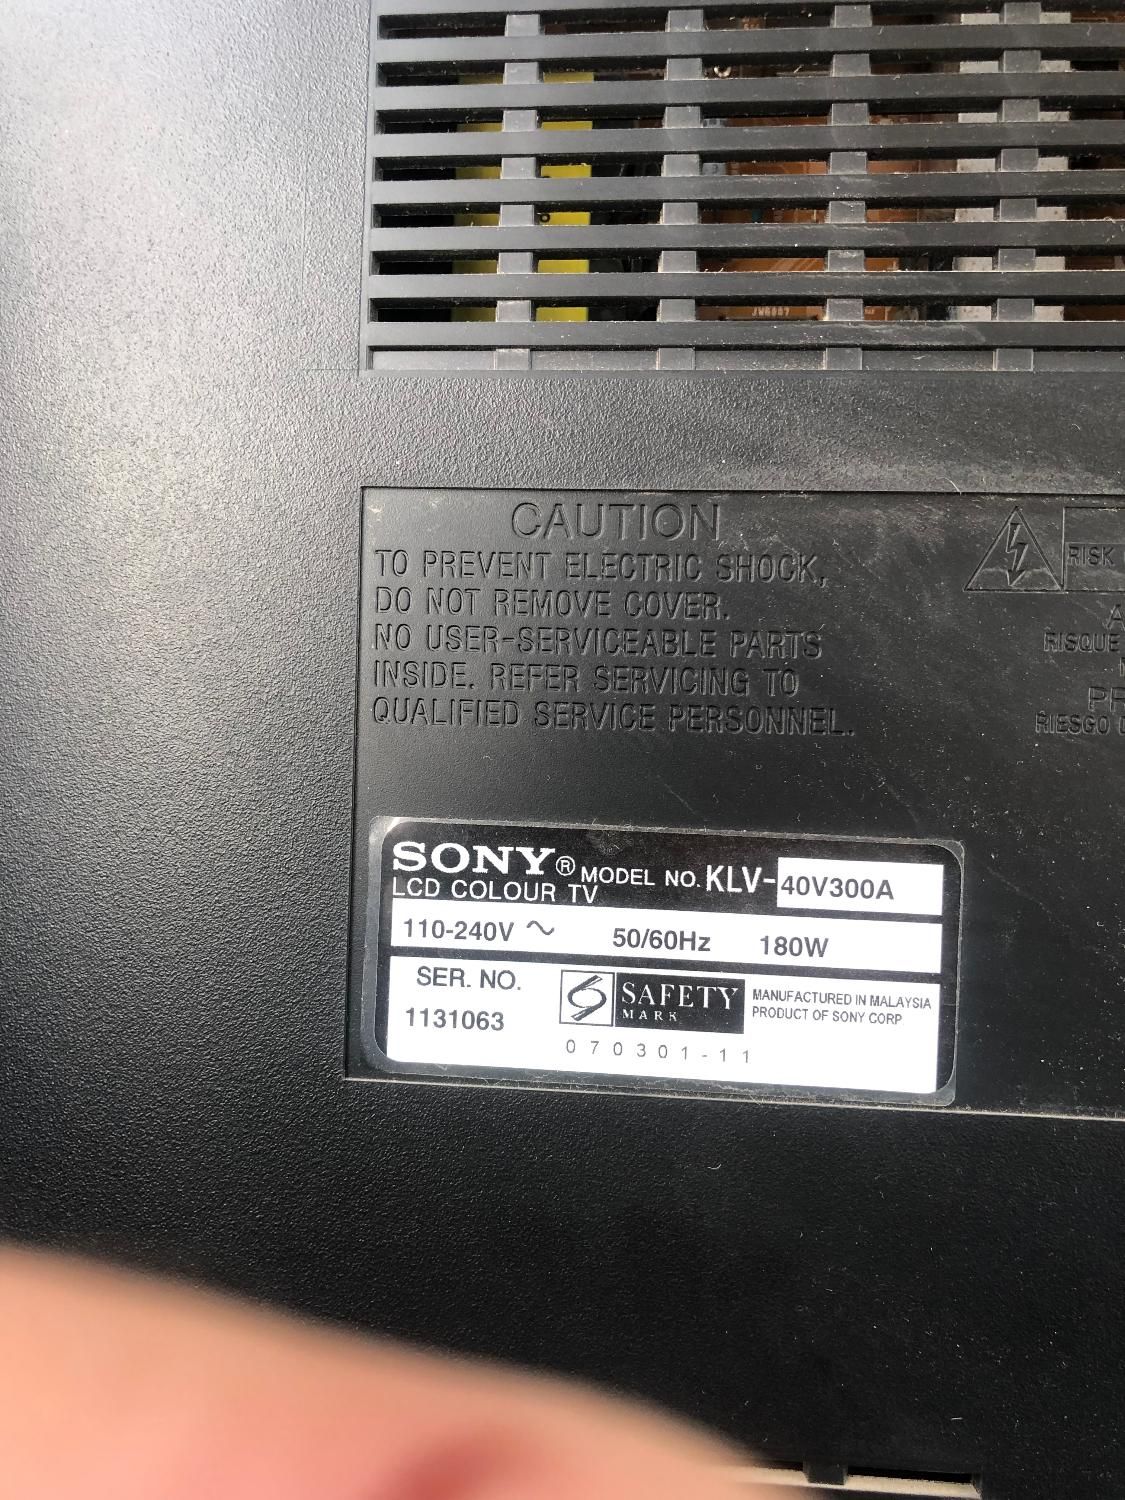 JW6067
CAUTION
TO PREVENT ELECTRIC SHOCK,
DO NOT REMOVE COVER.
NO USER-SERVICEABLE PARTS
INSIDE. REFER SERVICING TO
QUALIFIED SERVICE PERSONNEL.
RISK
A
RISQUE
PR
RIESGO
SONY® MODEL NO. KLV-40V300A
LCD COLOUR TV
110-240V ~ 50/60Hz 180W
SER. NO.
1131063
SAFETY
MARK
MANUFACTURED IN MALAYSIA
PRODUCT OF SONY CORP
070301-11